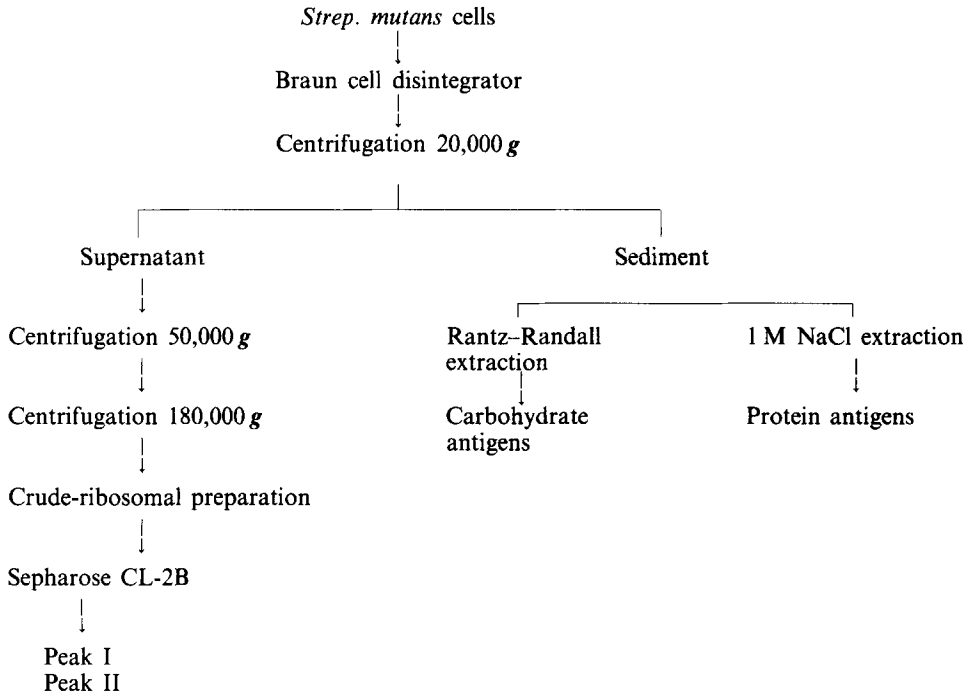 Strep. mutans cells
Braun cell disintegrator
Centrifugation 20,000 g
Supernatant
Sediment
Centrifugation 50,000 g
Centrifugation 180,000 g
Crude-ribosomal preparation
Sepharose CL-2B
Peak I
Peak II
Rantz–Randall
extraction
Carbohydrate
antigens
1 M NaCl extraction
Protein antigens